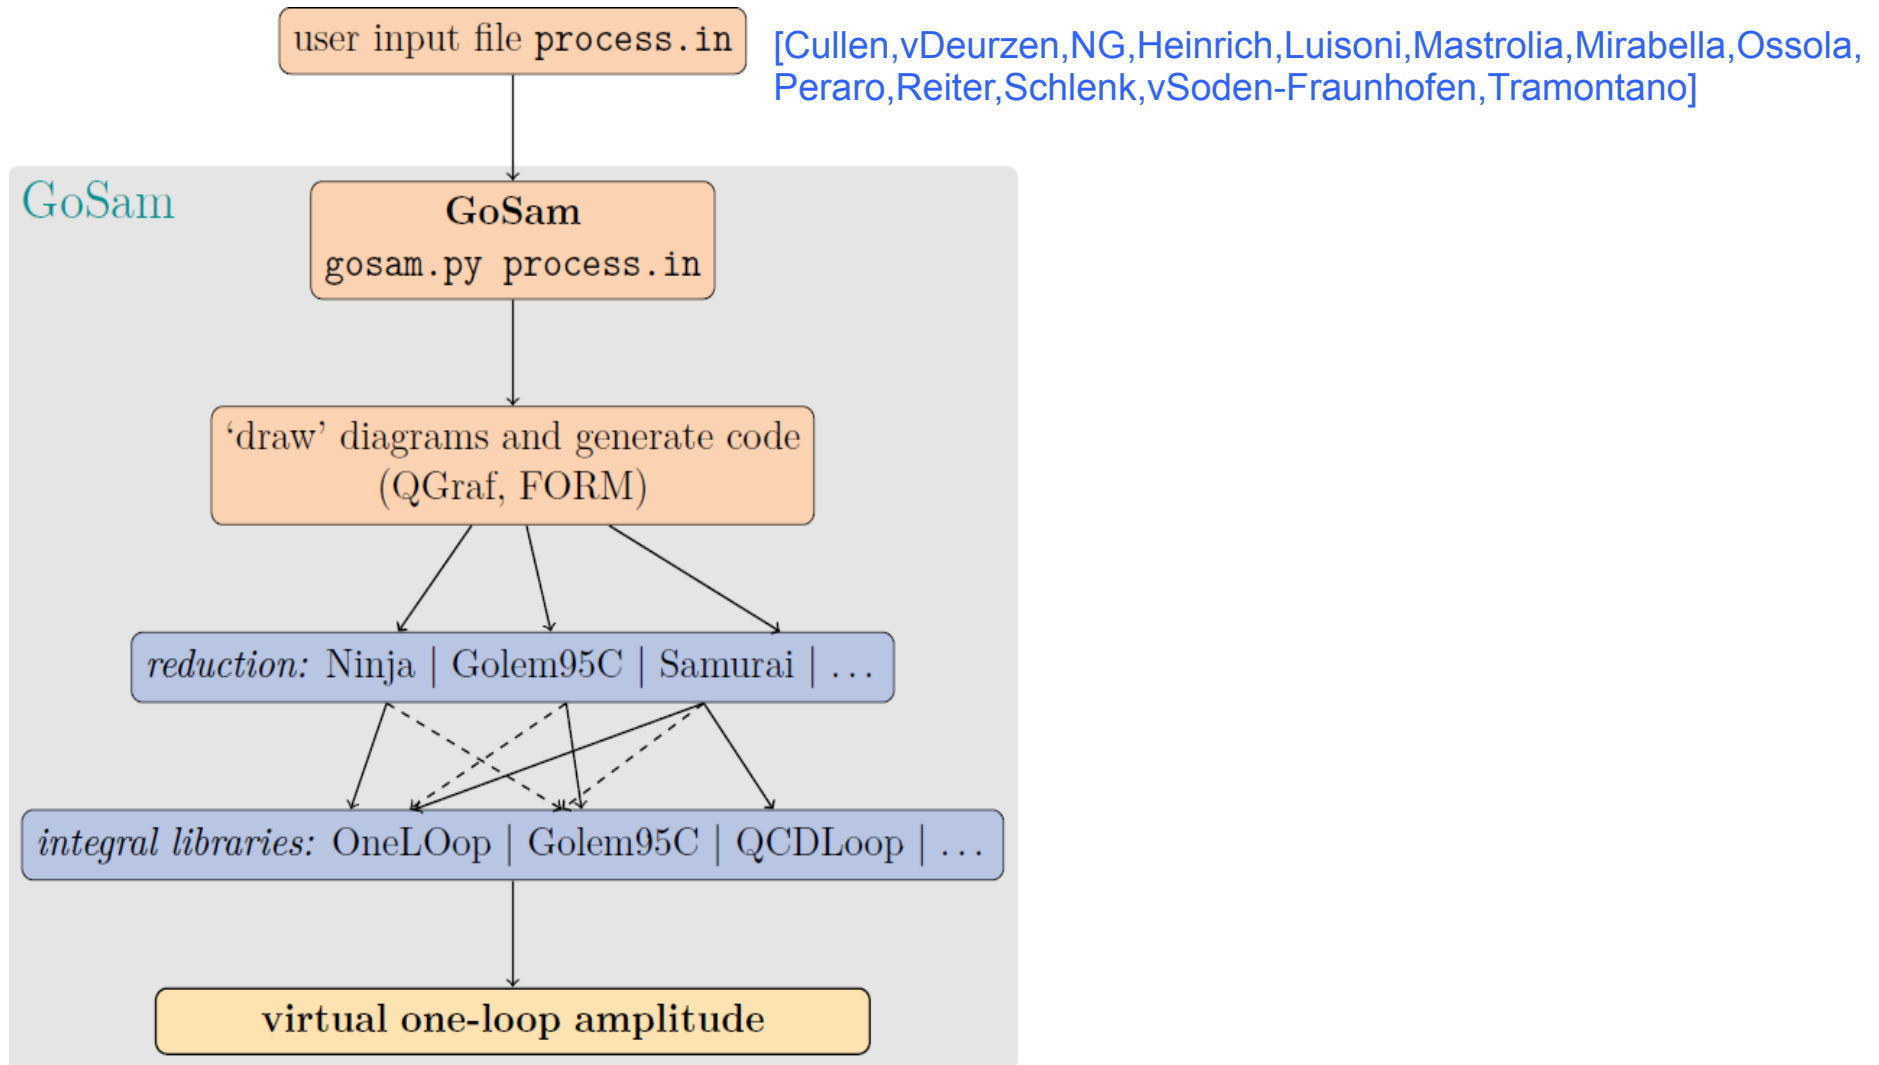 user input file process.in
[Cullen,vDeurzen,NG,Heinrich,Luisoni,Mastrolia,Mirabella,Ossola,
Peraro,Reiter,Schlenk,vSoden-Fraunhofen,Tramontano]
GoSam
GoSam
gosam.py process.in
‘draw’ diagrams and generate code
(QGraf, FORM)
reduction: Ninja | Golem95C | Samurai | . . .
integral libraries: OneLOop | Golem95C | QCDLoop | . . .
virtual one-loop amplitude